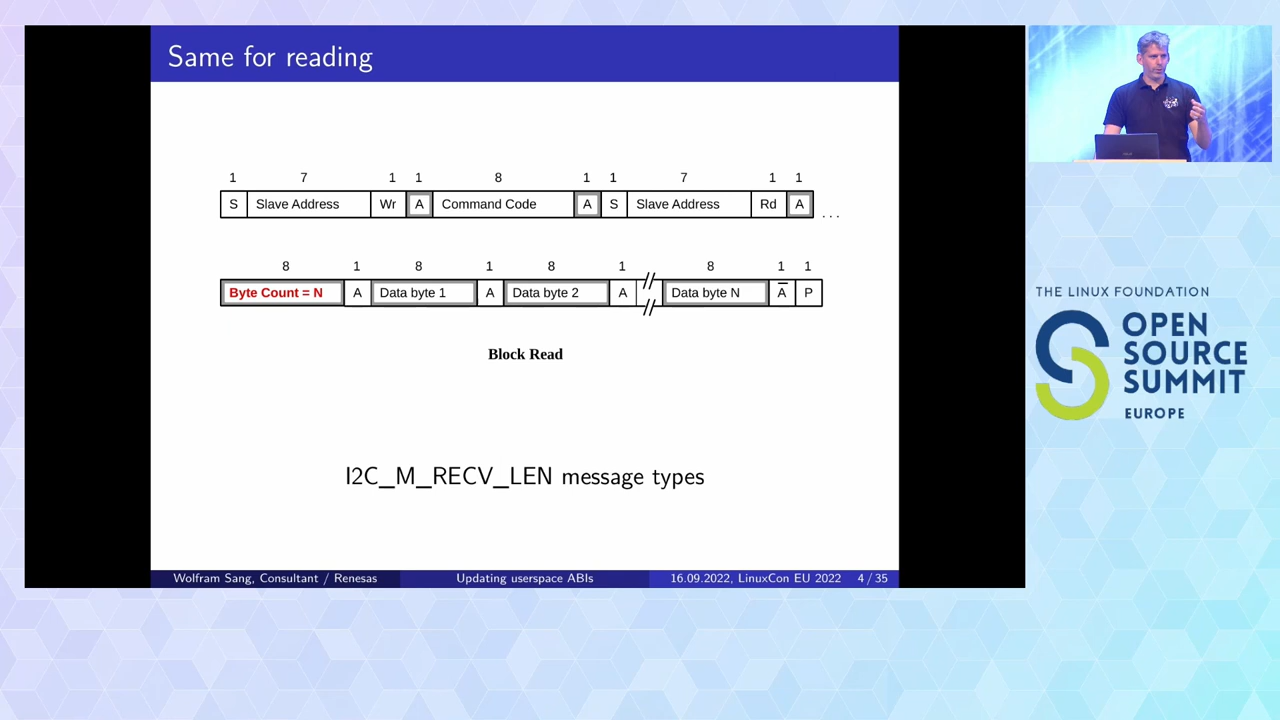 Same for reading
1 7 1 1 8 1 1 7 1 1
S Slave Address Wr A Command Code A S Slave Address Rd A ...
8 1 8 1 8 1 8 1 1
Byte Count = N A Data byte 1 A Data byte 2 A // Data byte N A̅ P
Block Read
I2C_M_RECV_LEN message types
Wolfram Sang, Consultant / Renesas Updating userspace ABIs 16.09.2022, LinuxCon EU 2022 4 / 35
THE LINUX FOUNDATION
OPEN
SOURCE
SUMMIT
EUROPE